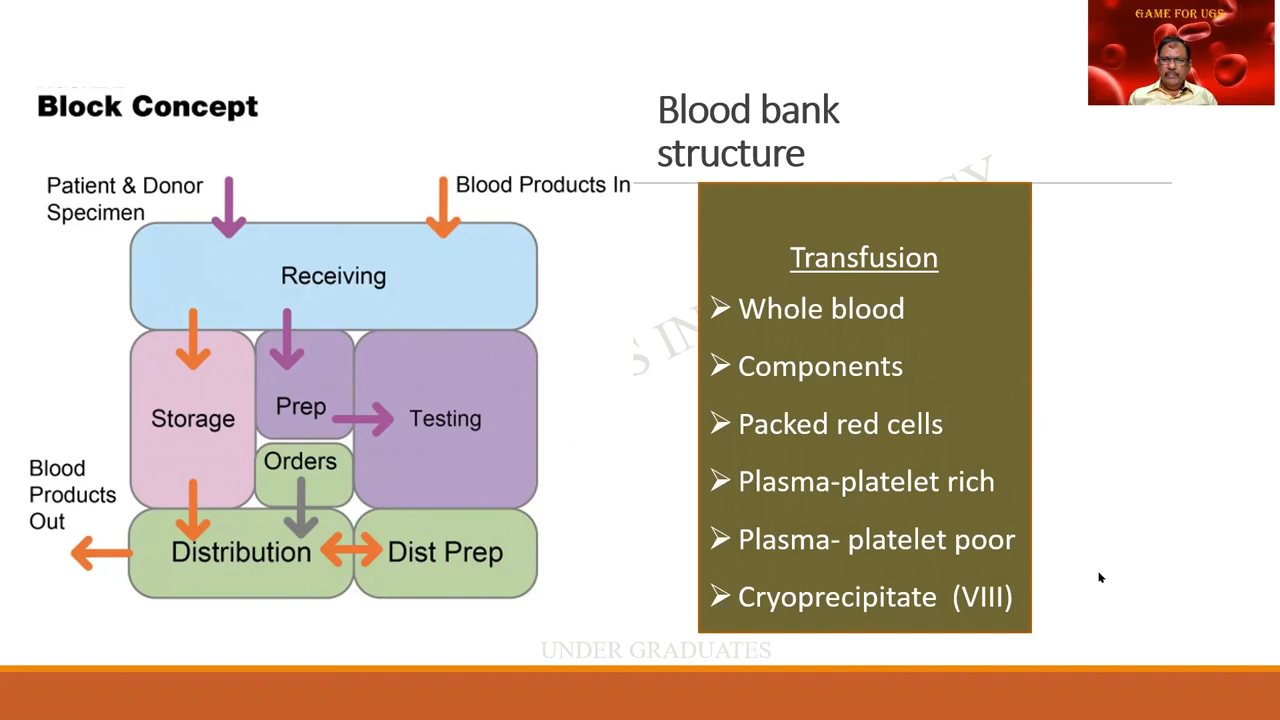 GAME FOR UGS
Block Concept
Blood bank
structure
Patient & Donor
Specimen
Blood Products In
Receiving
Storage
Prep
Testing
Orders
Blood
Products
Out
Distribution
Dist Prep
Transfusion
Whole blood
Components
Packed red cells
Plasma-platelet rich
Plasma- platelet poor
Cryoprecipitate (VIII)
UNDER GRADUATES